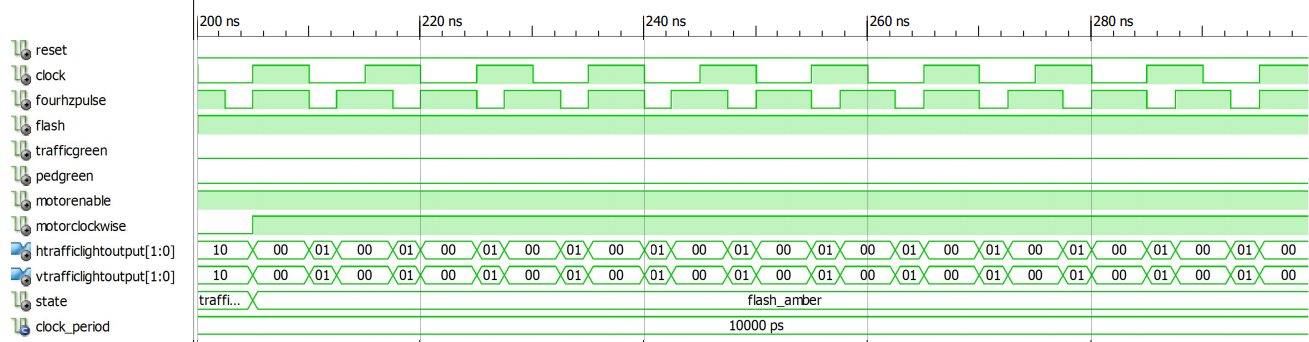 200 ns 220 ns 240 ns 260 ns 280 ns
reset
clock
fourhzpulse
flash
trafficgreen
pedgreen
motorenable
motorclockwise
htrafficlightoutput[1:0] 10 00 01 00 01 00 01 00 01 00 01 00 01 00 01 00 01 00 01 00 01 00 01 00 01 00
vtrafficlightoutput[1:0] 10 00 01 00 01 00 01 00 01 00 01 00 01 00 01 00 01 00 01 00 01 00 01 00 01 00
state traffi... flash_amber
clock_period 10000 ps